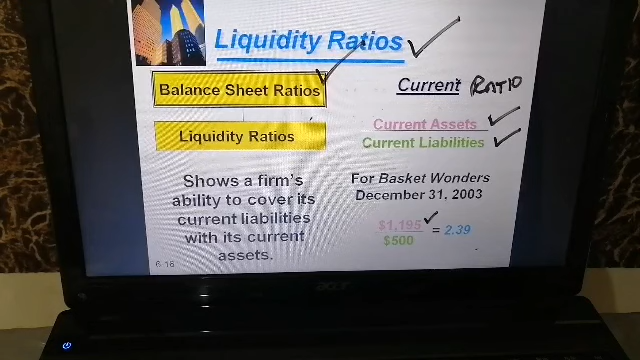 Liquidity Ratios
Balance Sheet Ratios
Current RATIO
Liquidity Ratios
Current Assets
Current Liabilities
Shows a firm's
ability to cover its
current liabilities
with its current
assets.
For Basket Wonders
December 31, 2003
$1,195
$500
= 2.39
6-16
acer